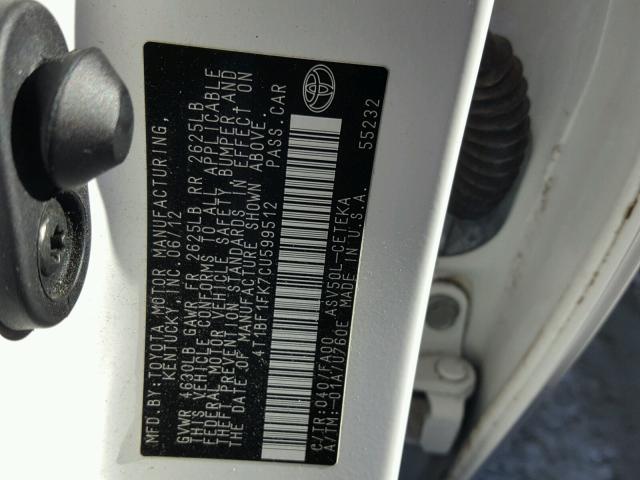 MFD.BY:TOYOTA MOTOR MANUFACTURING,
KENTUCKY, INC. 06/12
GVWR 4630LB GAWR FR 2625LB RR 2625LB
THIS VEHICLE CONFORMS TO ALL APPLICABLE
FEDERAL MOTOR VEHICLE SAFETY, BUMPER AND
THEFT PREVENTION STANDARDS IN EFFECT ON
THE DATE OF MANUFACTURE SHOWN ABOVE.
4T1BF1FK7CU599512 PASS.CAR
C/TR:040/FA00 ASV50L-CETEKA
A/TM:-01A/U760E MADE IN U.S.A.
55232